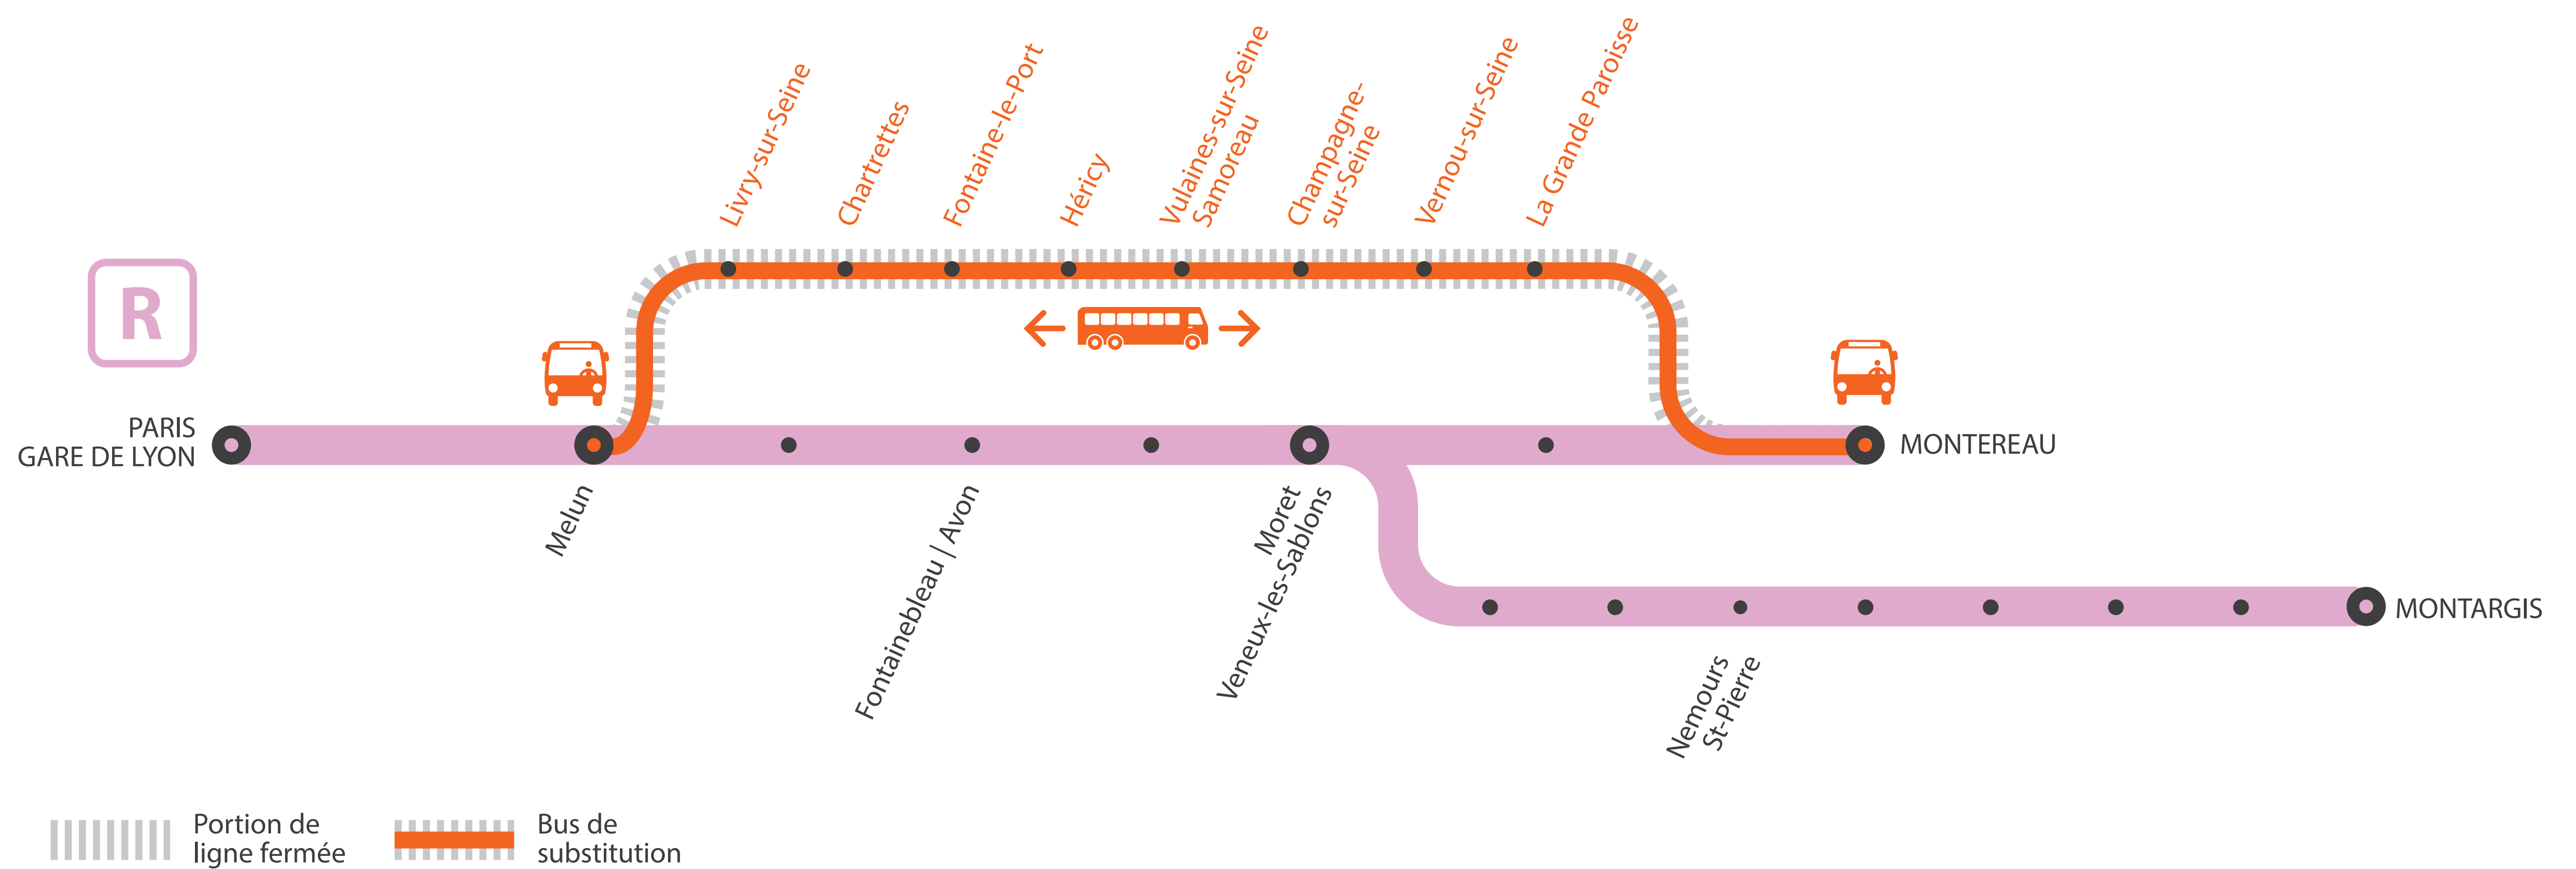 Livry-sur-Seine
Chartrettes
Fontaine-le-Port
Héricy
Vulaines-sur-Seine
Samoreau
Champagne-
sur-Seine
Vernou-sur-Seine
La Grande Paroisse
R
PARIS
GARE DE LYON
MONTEREAU
Melun
Fontainebleau | Avon
Moret
Veneux-les-Sablons
MONTARGIS
Nemours
St-Pierre
Portion de
ligne fermée
Bus de
substitution